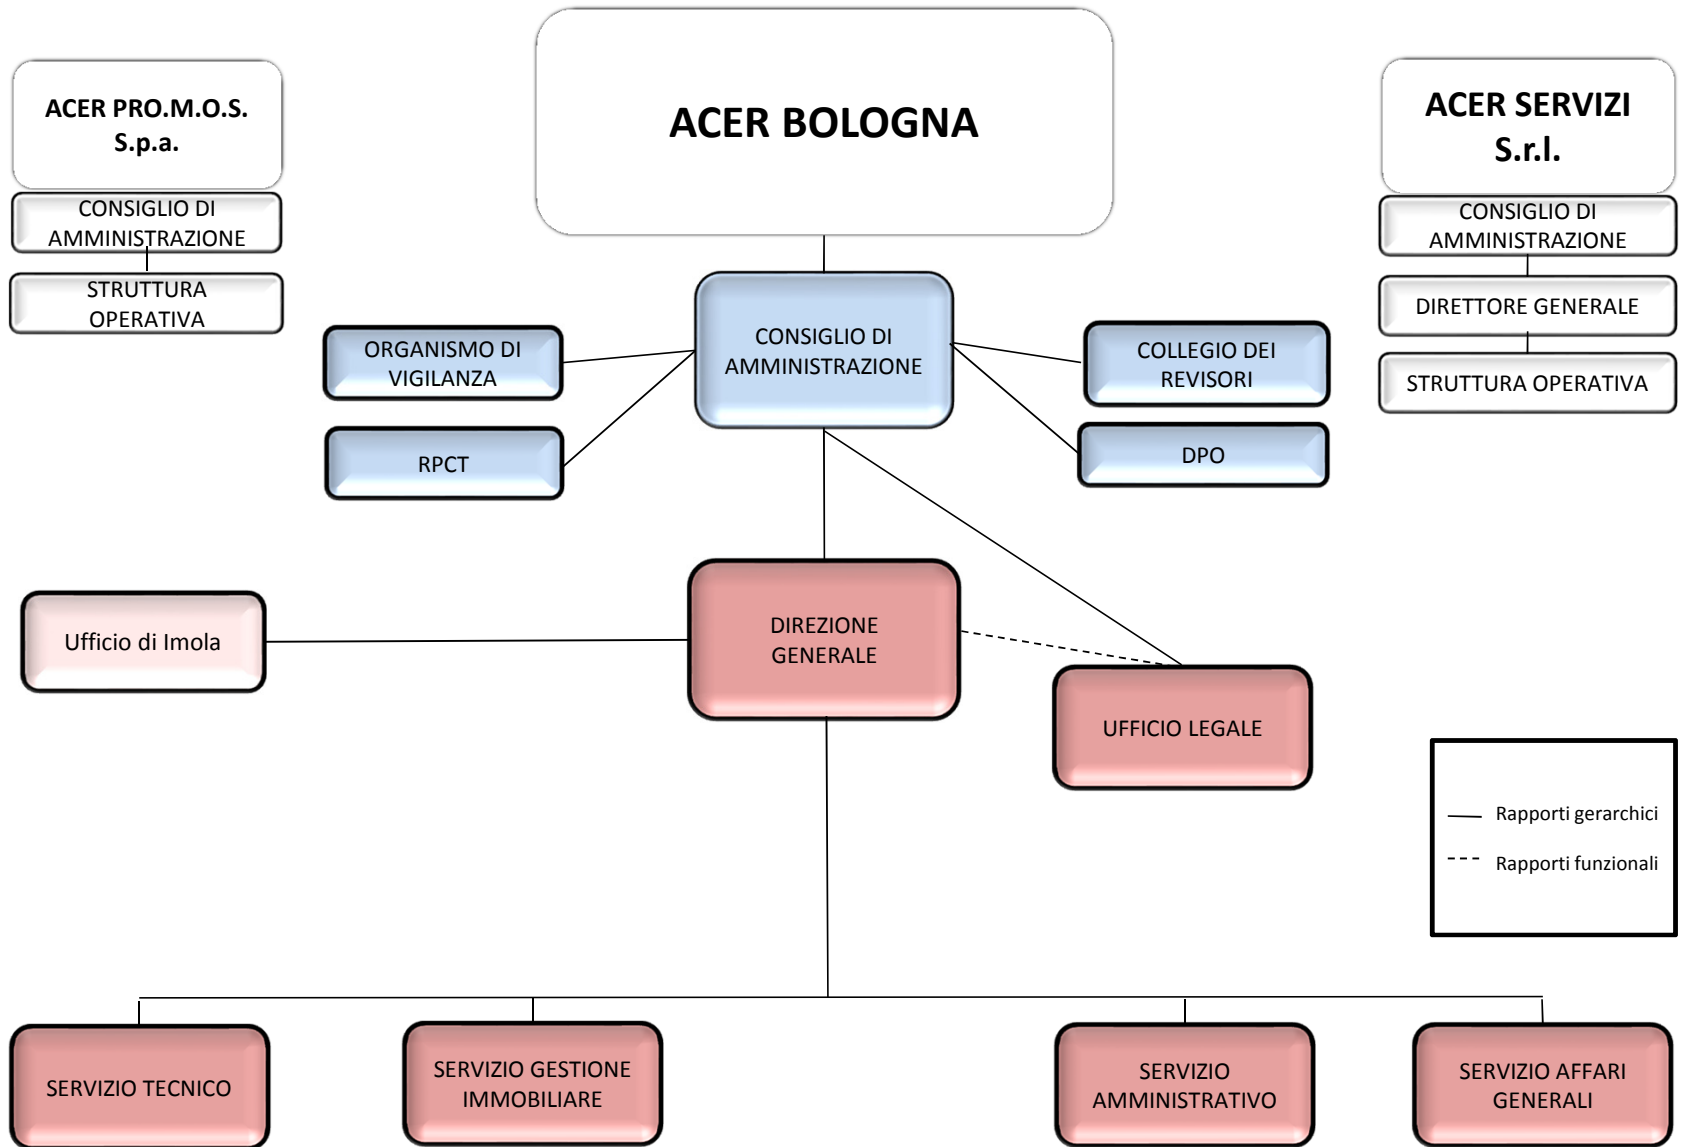 ACER PRO.M.O.S.
S.p.a.
CONSIGLIO DI
AMMINISTRAZIONE
STRUTTURA
OPERATIVA
ACER BOLOGNA
ACER SERVIZI
S.r.l.
CONSIGLIO DI
AMMINISTRAZIONE
DIRETTORE GENERALE
STRUTTURA OPERATIVA
CONSIGLIO DI
AMMINISTRAZIONE
ORGANISMO DI
VIGILANZA
RPCT
COLLEGIO DEI
REVISORI
DPO
Ufficio di Imola
DIREZIONE
GENERALE
UFFICIO LEGALE
Rapporti gerarchici
Rapporti funzionali
SERVIZIO TECNICO
SERVIZIO GESTIONE
IMMOBILIARE
SERVIZIO
AMMINISTRATIVO
SERVIZIO AFFARI
GENERALI